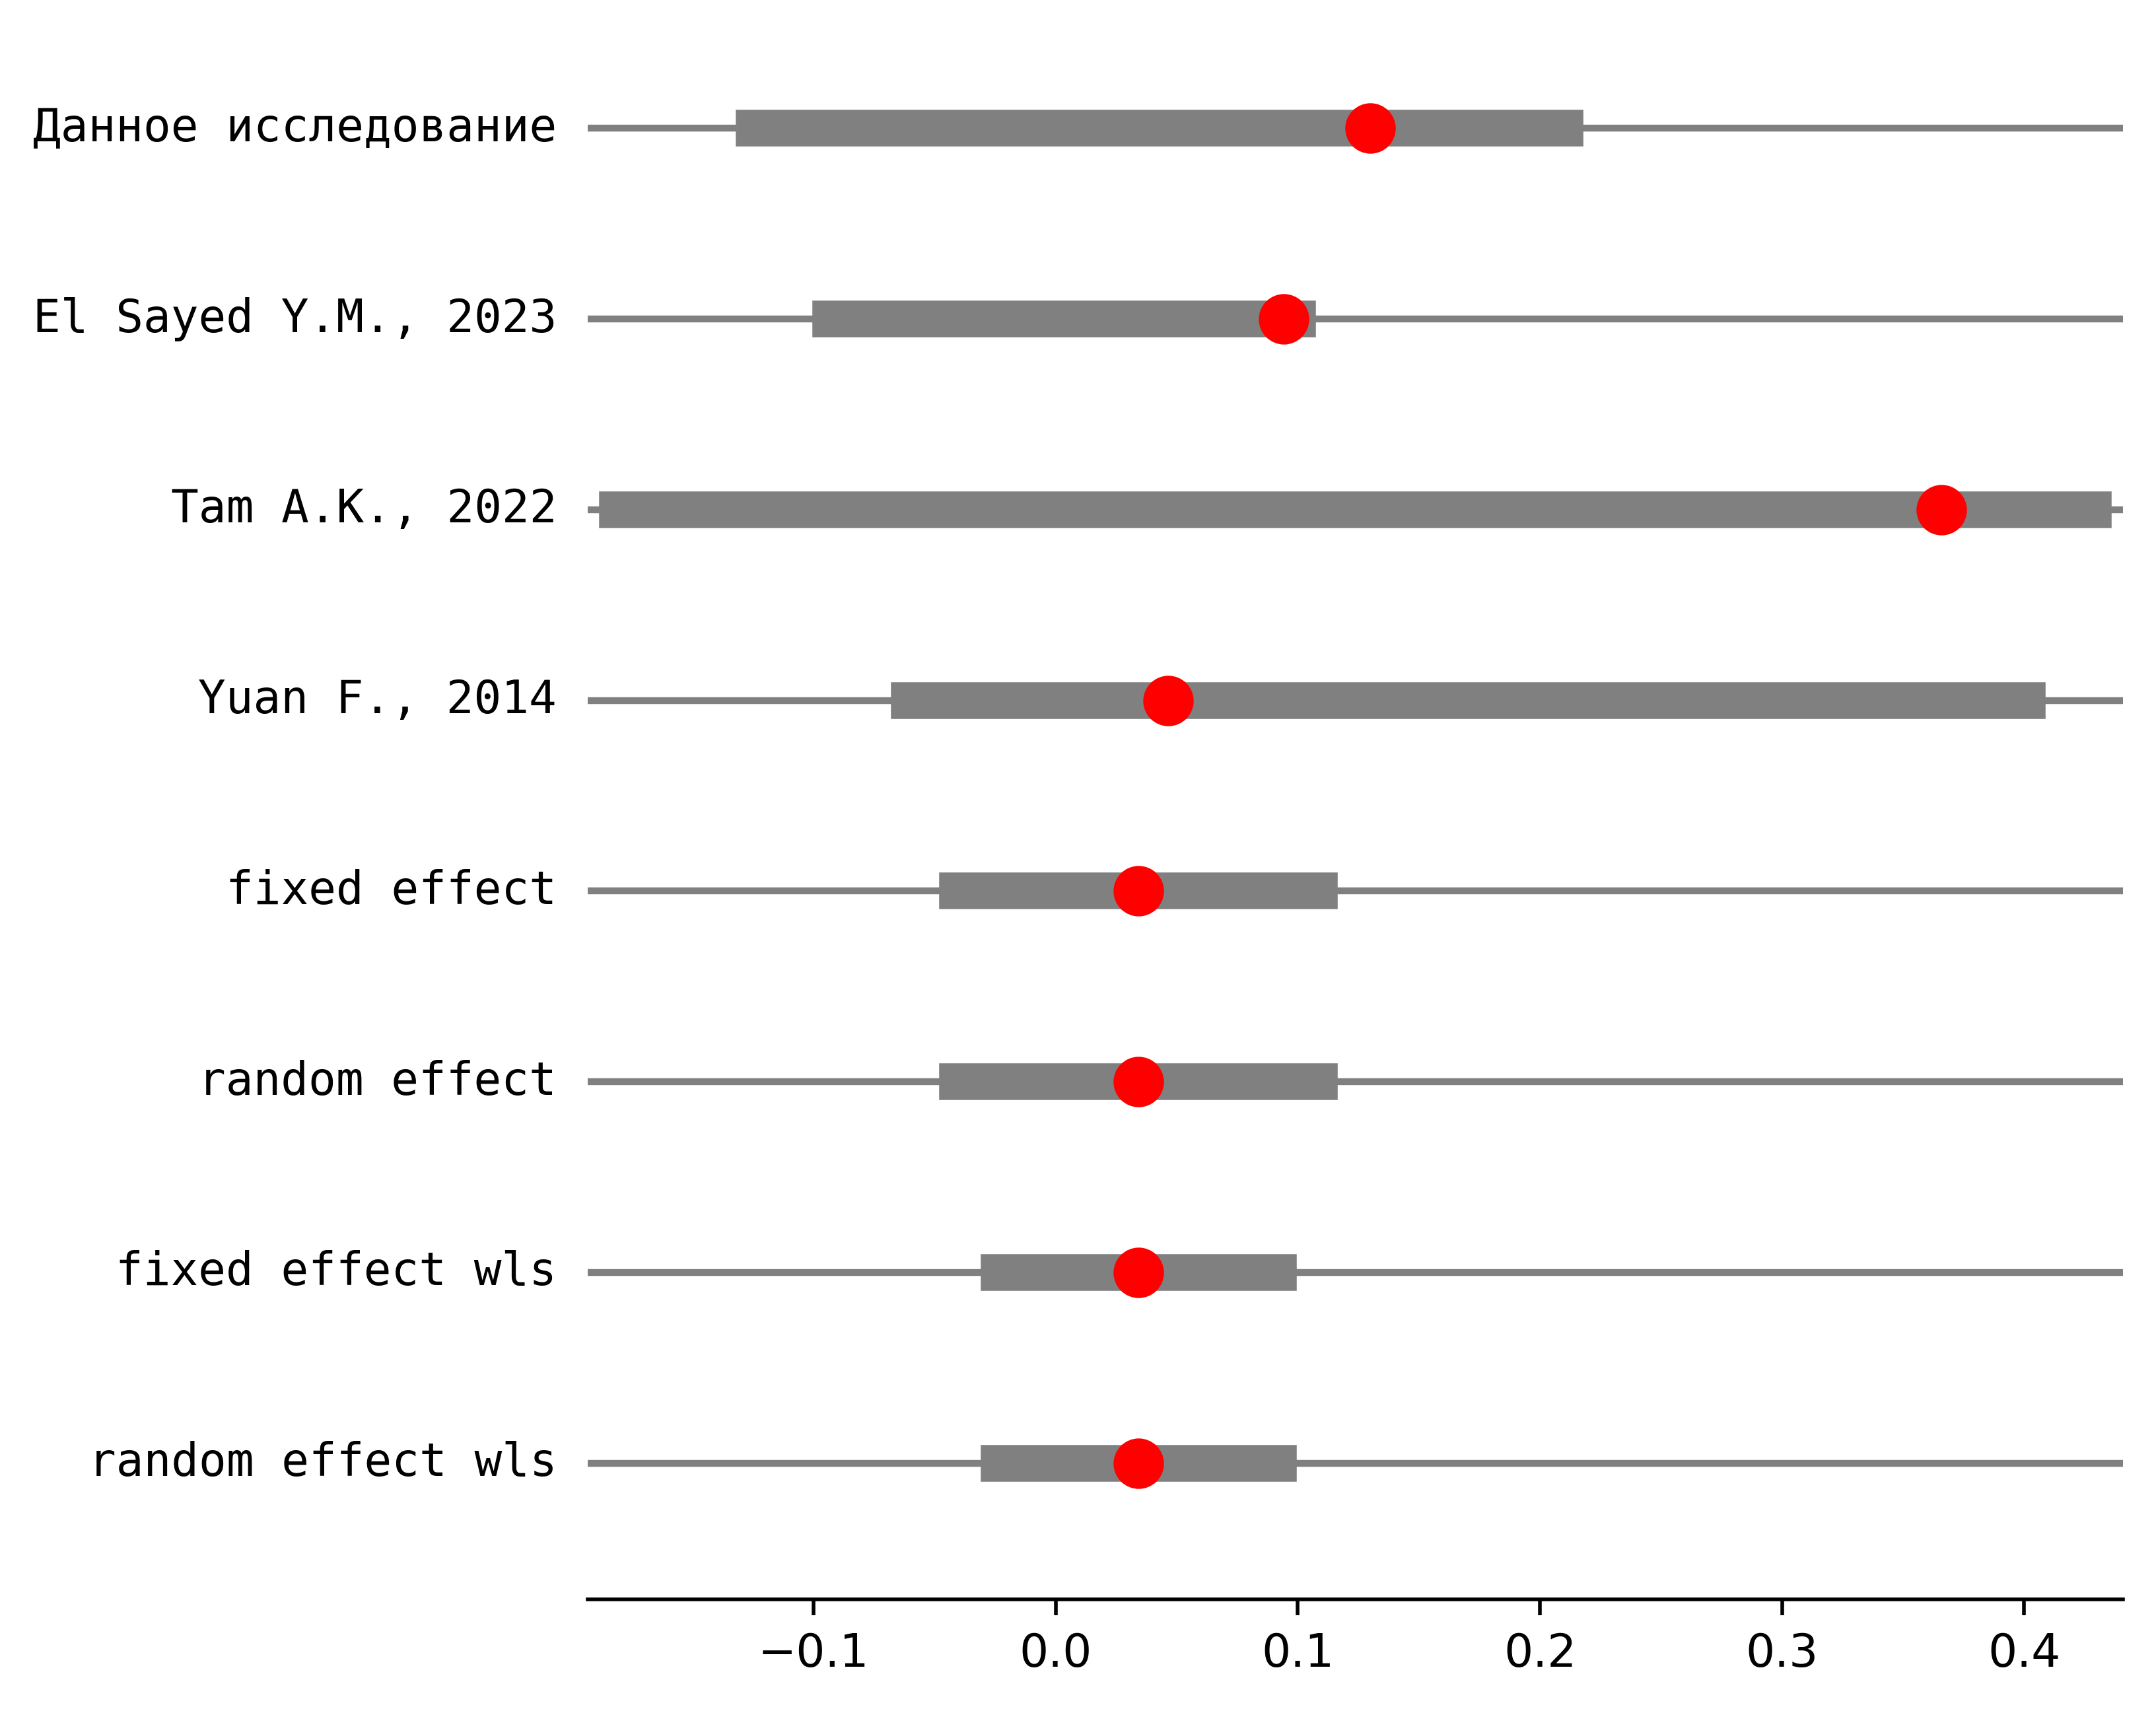 Данное исследование
El Sayed Y.M., 2023
Tam A.K., 2022
Yuan F., 2014
fixed effect
random effect
fixed effect wls
random effect wls
−0.1 0.0 0.1 0.2 0.3 0.4